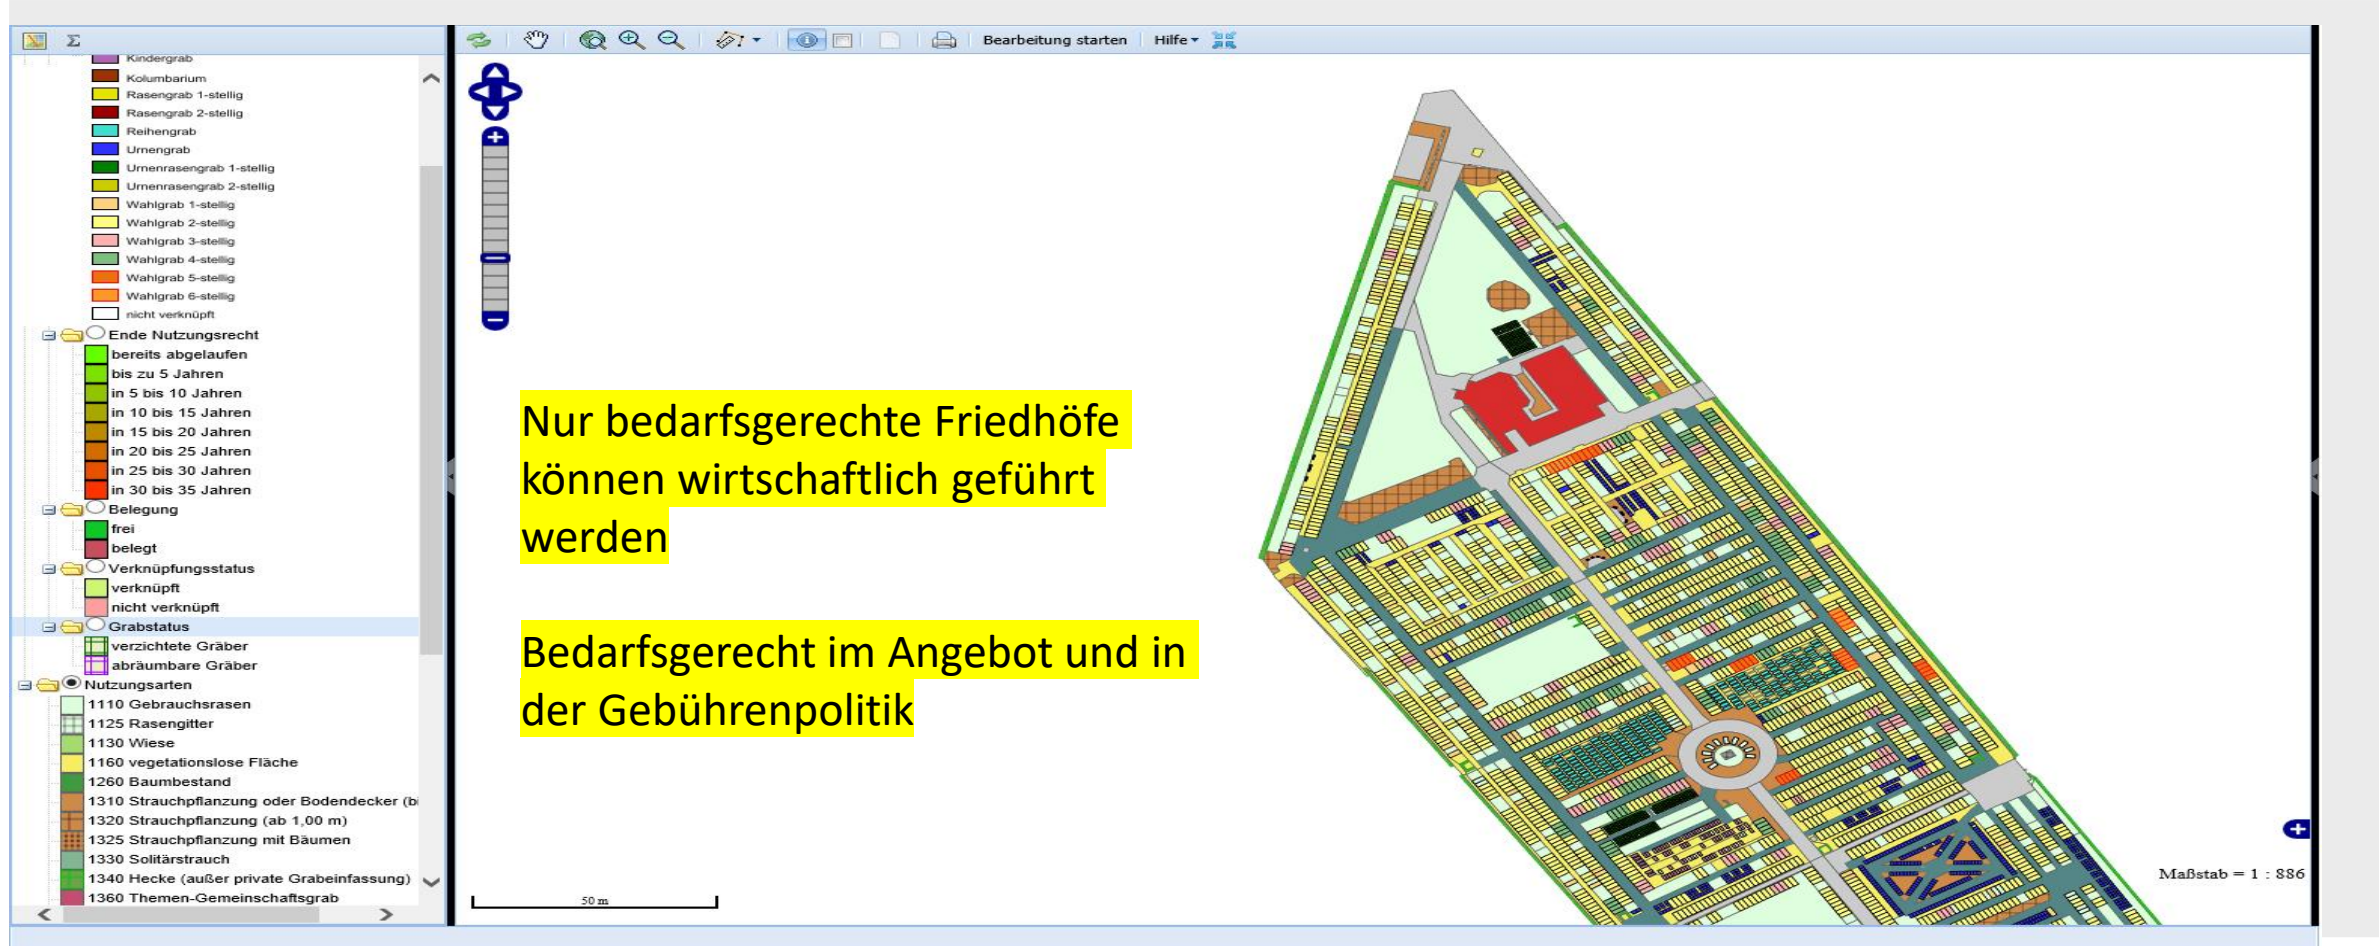 Σ
Bearbeitung starten
Hilfe
Kindergrab
Kolumbarium
Rasengrab 1-stellig
Rasengrab 2-stellig
Reihengrab
Urnengrab
Urnenrasengrab 1-stellig
Urnenrasengrab 2-stellig
Wahlgrab 1-stellig
Wahlgrab 2-stellig
Wahlgrab 3-stellig
Wahlgrab 4-stellig
Wahlgrab 5-stellig
Wahlgrab 6-stellig
nicht verknüpft
Ende Nutzungsrecht
bereits abgelaufen
bis zu 5 Jahren
in 5 bis 10 Jahren
in 10 bis 15 Jahren
in 15 bis 20 Jahren
in 20 bis 25 Jahren
in 25 bis 30 Jahren
in 30 bis 35 Jahren
Belegung
frei
belegt
Verknüpfungsstatus
verknüpft
nicht verknüpft
Grabstatus
verzichtete Gräber
abräumbare Gräber
Nutzungsarten
1110 Gebrauchsrasen
1125 Rasengitter
1130 Wiese
1160 vegetationslose Fläche
1260 Baumbestand
1310 Strauchpflanzung oder Bodendecker (bi
1320 Strauchpflanzung (ab 1,00 m)
1325 Strauchpflanzung mit Bäumen
1330 Solitärstrauch
1340 Hecke (außer private Grabeinfassung)
1360 Themen-Gemeinschaftsgrab
Nur bedarfsgerechte Friedhöfe
können wirtschaftlich geführt
werden
Bedarfsgerecht im Angebot und in
der Gebührenpolitik
50 m
Maßstab = 1 : 886